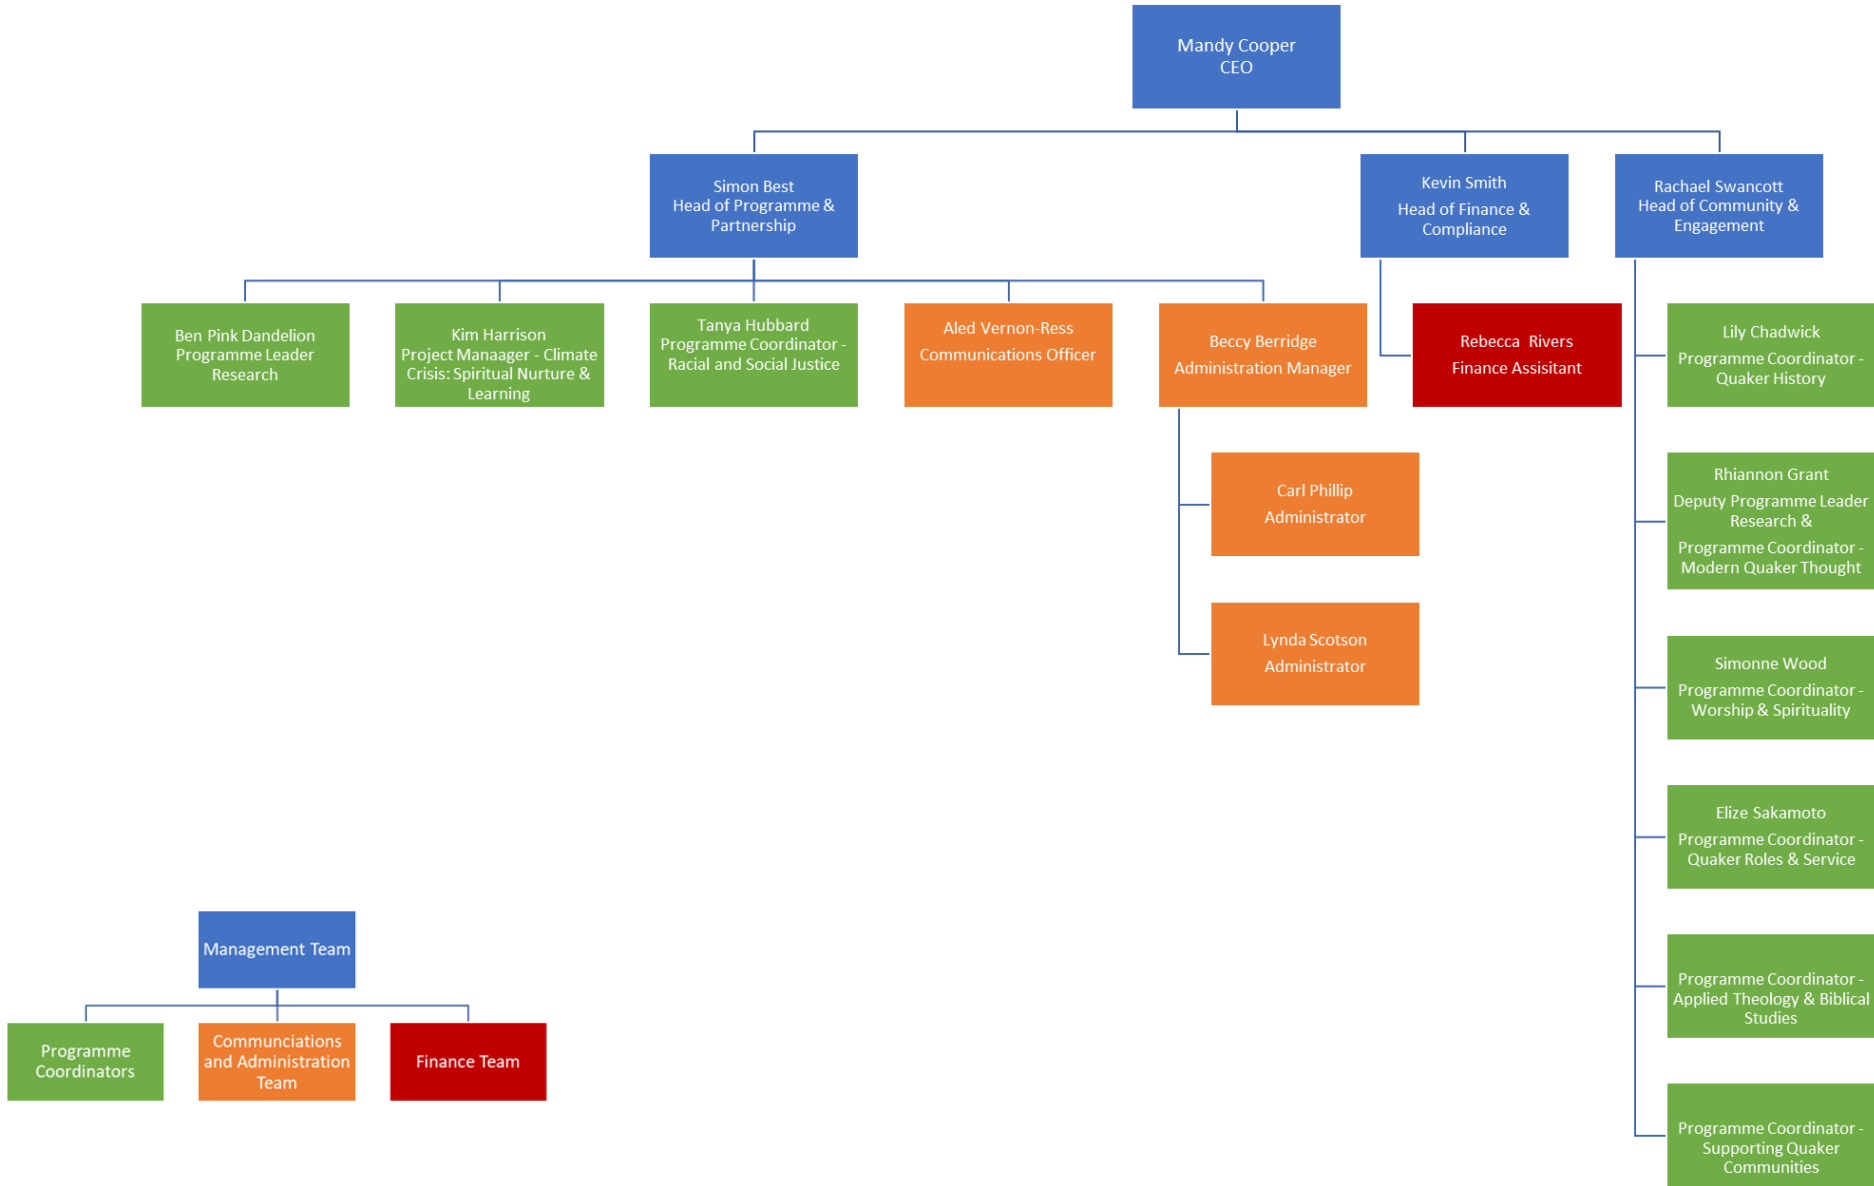 Mandy Cooper
CEO
Simon Best
Head of Programme &
Partnership
Kevin Smith
Head of Finance &
Compliance
Rachael Swancott
Head of Community &
Engagement
Ben Pink Dandelion
Programme Leader
Research
Kim Harrison
Project Manaager - Climate
Crisis: Spiritual Nurture &
Learning
Tanya Hubbard
Programme Coordinator -
Racial and Social Justice
Aled Vernon-Ress
Communications Officer
Beccy Berridge
Administration Manager
Rebecca  Rivers
Finance Assisitant
Lily Chadwick
Programme Coordinator -
Quaker History
Carl Phillip
Administrator
Rhiannon Grant
Deputy Programme Leader
Research &
Programme Coordinator -
Modern Quaker Thought
Lynda Scotson
Administrator
Simonne Wood
Programme Coordinator -
Worship & Spirituality
Elize Sakamoto
Programme Coordinator -
Quaker Roles & Service
Programme Coordinator -
Applied Theology & Biblical
Studies
Programme Coordinator -
Supporting Quaker
Communities
Management Team
Programme
Coordinators
Communciations
and Administration
Team
Finance Team